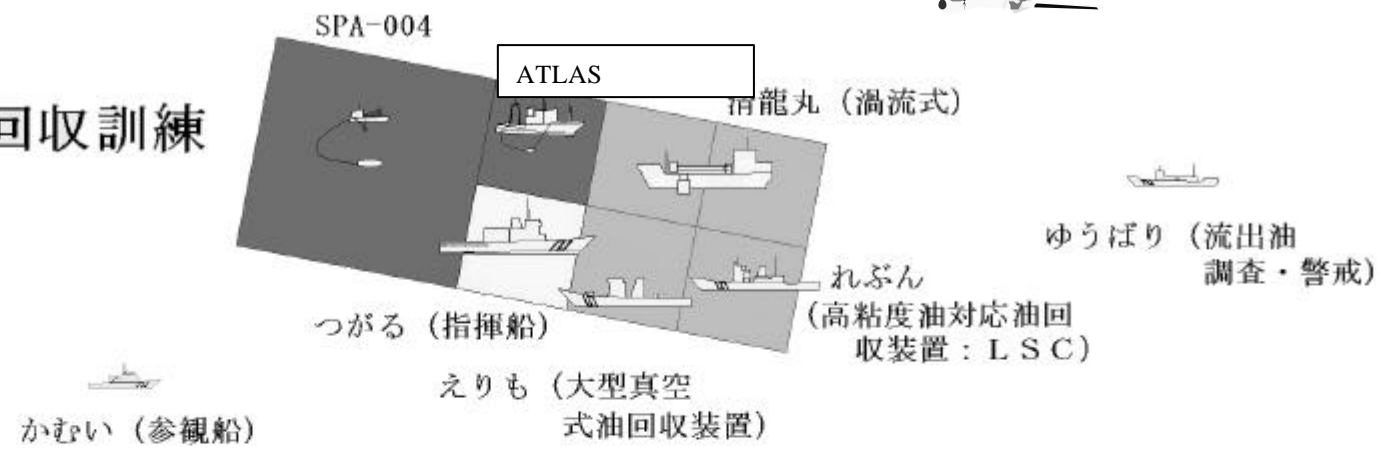 SPA-004
ATLAS
清龍丸（渦流式）
回収訓練
ゆうばり（流出油
調査・警戒）
れぶん
（高粘度油対応油回
収装置：ＬＳＣ）
つがる（指揮船）
えりも（大型真空
式油回収装置）
かむい（参観船）